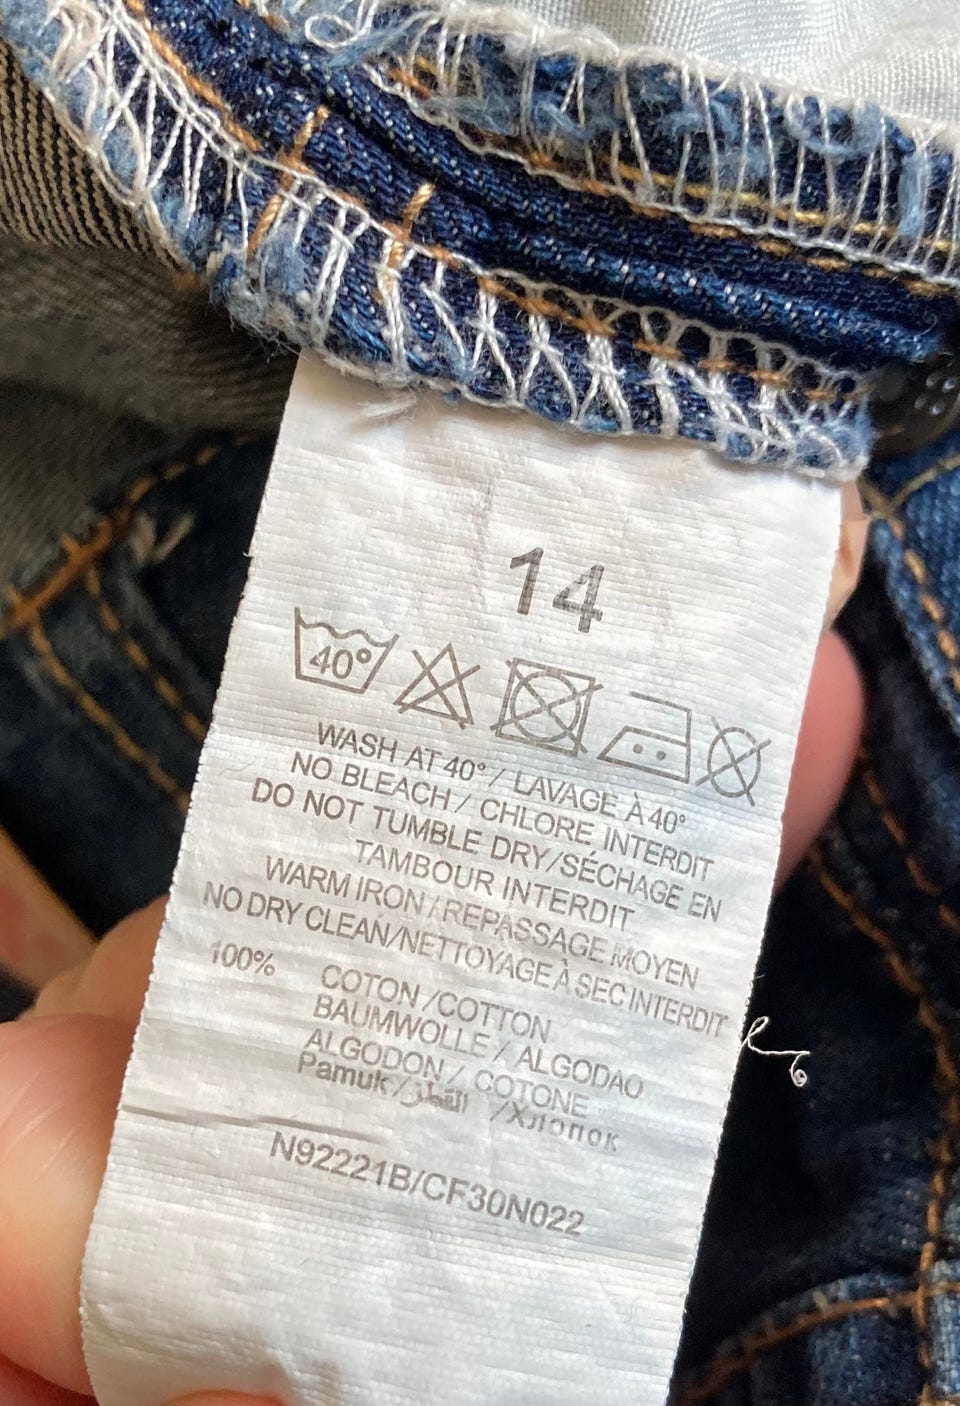 14
40°
WASH AT 40° / LAVAGE À 40°
NO BLEACH / CHLORE INTERDIT
DO NOT TUMBLE DRY/SÉCHAGE EN
TAMBOUR INTERDIT
WARM IRON/REPASSAGE MOYEN
NO DRY CLEAN/NETTOYAGE À SEC INTERDIT
100% COTON /COTTON
BAUMWOLLE / ALGODAO
ALGODON / COTONE
Pamuk/القطن /Хлопок
N92221B/CF30N022